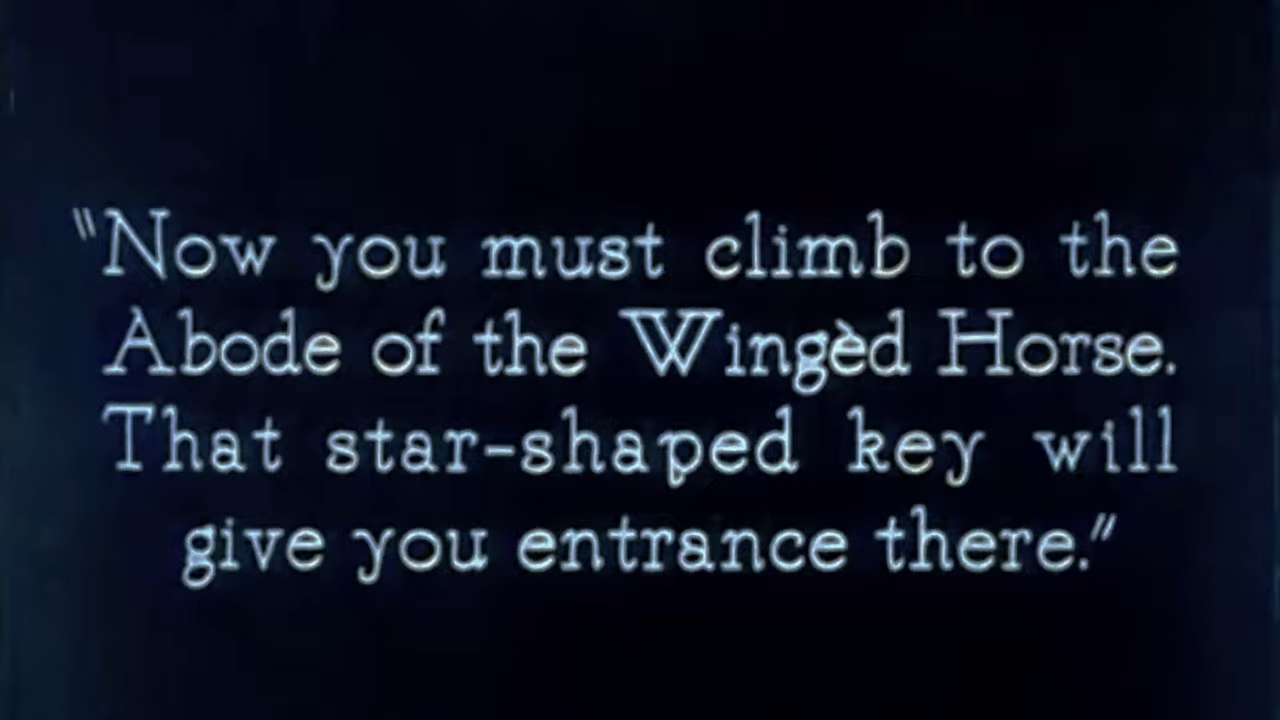 "Now you must climb to the
Abode of the Wingèd Horse.
That star-shaped key will
give you entrance there."